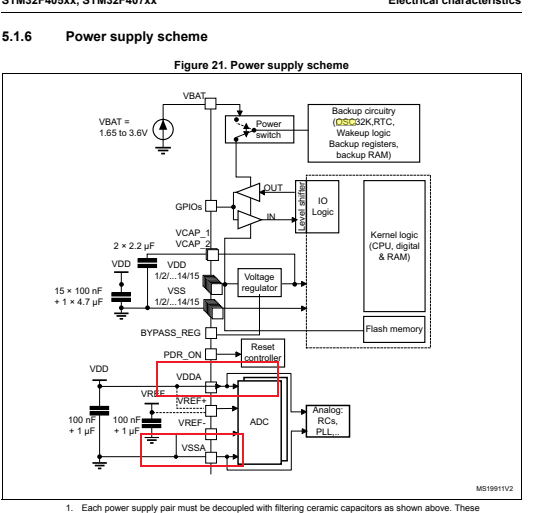 STM32F405xx, STM32F407xx Electrical characteristics
5.1.6 Power supply scheme
Figure 21. Power supply scheme
VBAT
VBAT =
1.65 to 3.6V
Power
switch
Backup circuitry
(OSC32K,RTC,
Wakeup logic
Backup registers,
backup RAM)
GPIOs
OUT
IN
Level shifter
IO
Logic
Kernel logic
(CPU, digital
& RAM)
VCAP_1
VCAP_2
2 × 2.2 μF
VDD
VDD
1/2/...14/15
VSS
1/2/...14/15
15 × 100 nF
+ 1 × 4.7 μF
Voltage
regulator
BYPASS_REG
Flash memory
PDR_ON
Reset
controller
VDD
VDDA
VREF
VREF+
VREF-
VSSA
100 nF
+ 1 μF
100 nF
+ 1 μF
ADC
Analog:
RCs,
PLL,..
MS19911V2
1. Each power supply pair must be decoupled with filtering ceramic capacitors as shown above. These